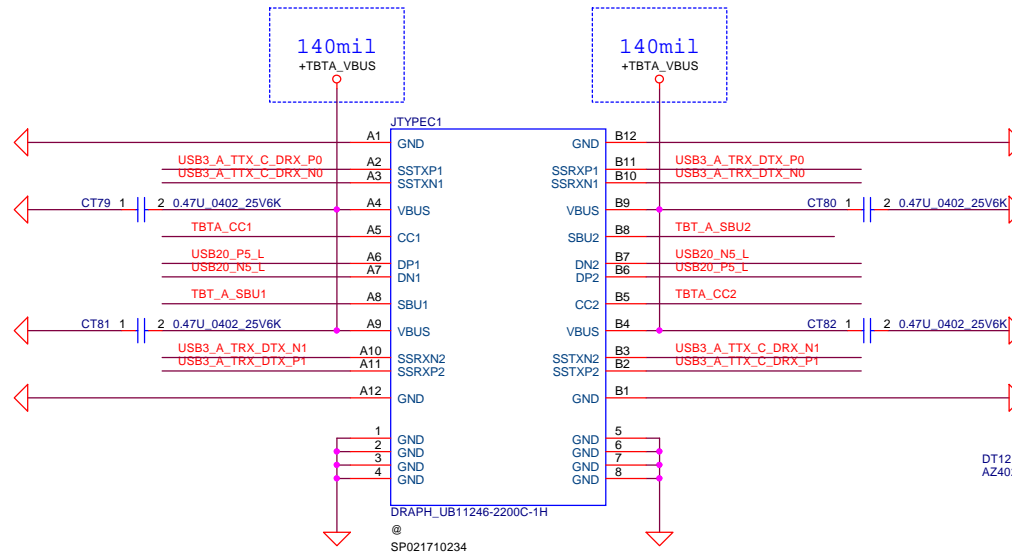 140mil
+TBTA_VBUS
140mil
+TBTA_VBUS
JTYPEC1
A1 GND GND B12
USB3_A_TTX_C_DRX_P0 A2 SSTXP1 SSRXP1 B11 USB3_A_TRX_DTX_P0
USB3_A_TTX_C_DRX_N0 A3 SSTXN1 SSRXN1 B10 USB3_A_TRX_DTX_N0
CT79 1 2 0.47U_0402_25V6K A4 VBUS VBUS B9 CT80 1 2 0.47U_0402_25V6K
TBTA_CC1 A5 CC1 SBU2 B8 TBT_A_SBU2
USB20_P5_L A6 DP1 DN2 B7 USB20_N5_L
USB20_N5_L A7 DN1 DP2 B6 USB20_P5_L
TBT_A_SBU1 A8 SBU1 CC2 B5 TBTA_CC2
CT81 1 2 0.47U_0402_25V6K A9 VBUS VBUS B4 CT82 1 2 0.47U_0402_25V6K
USB3_A_TRX_DTX_N1 A10 SSRXN2 SSTXN2 B3 USB3_A_TTX_C_DRX_N1
USB3_A_TRX_DTX_P1 A11 SSRXP2 SSTXP2 B2 USB3_A_TTX_C_DRX_P1
A12 GND GND B1
1 GND GND 5
2 GND GND 6
3 GND GND 7
4 GND GND 8
DT12
DRAPH_UB11246-2200C-1H
@
SP021710234